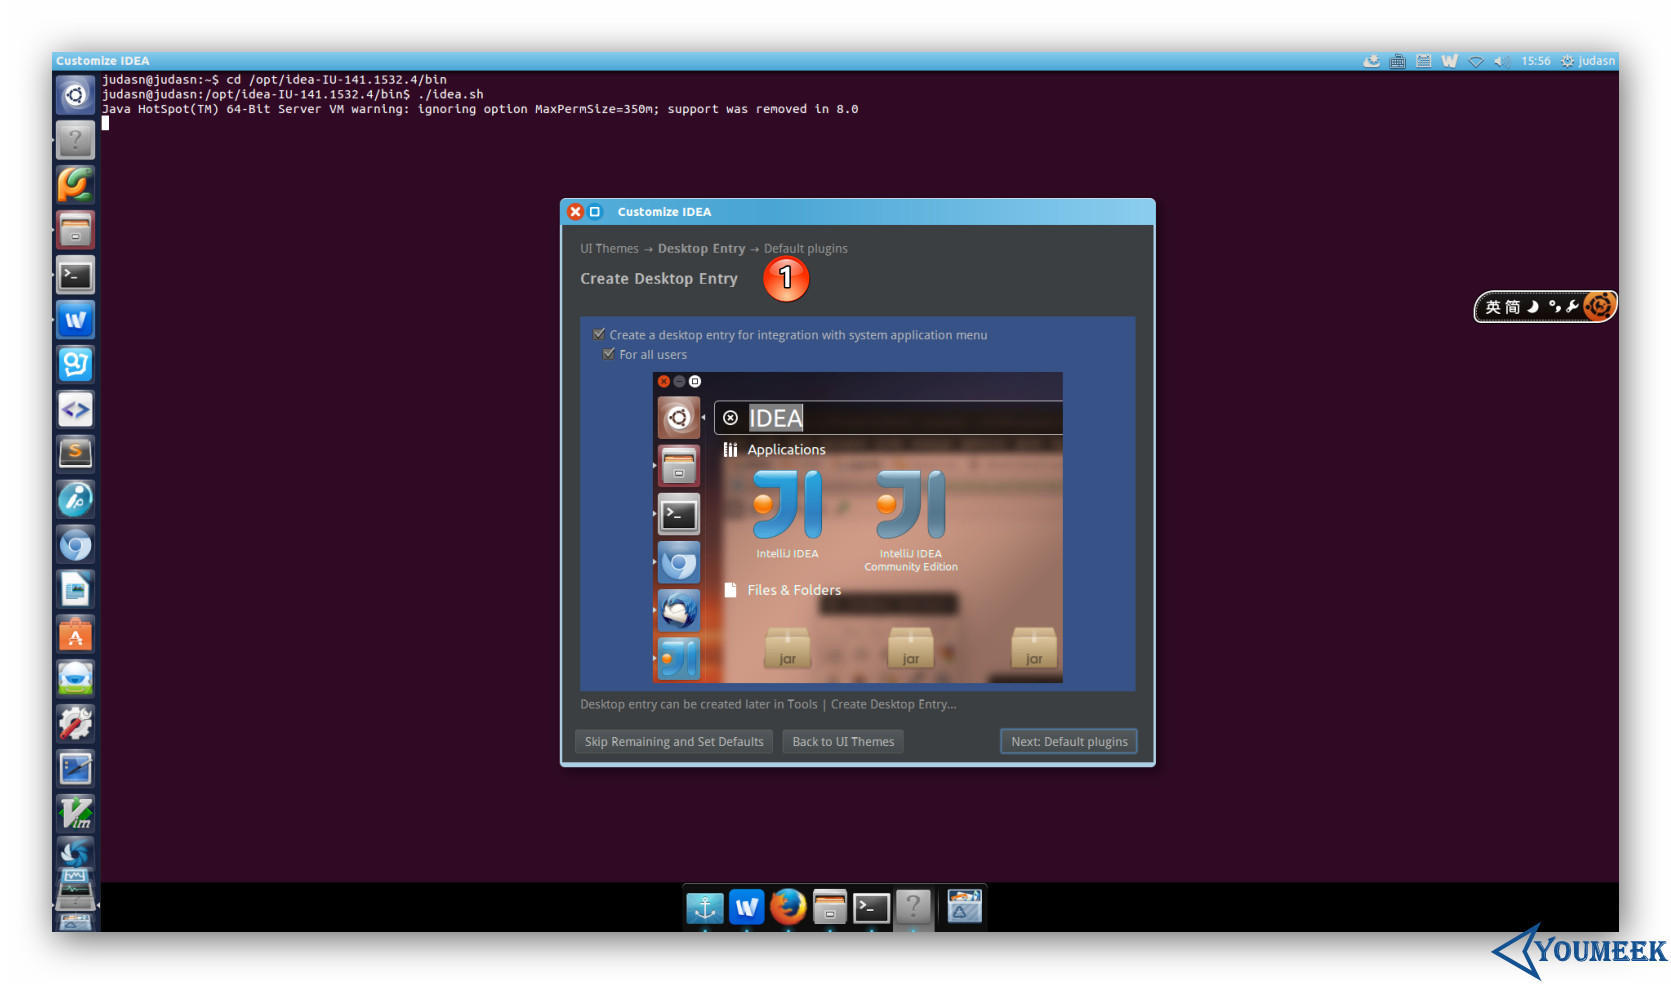 Customize IDEA
15:56 judasn
judasn@judasn:~$ cd /opt/idea-IU-141.1532.4/bin
judasn@judasn:/opt/idea-IU-141.1532.4/bin$ ./idea.sh
Java HotSpot(TM) 64-Bit Server VM warning: ignoring option MaxPermSize=350m; support was removed in 8.0
Customize IDEA
UI Themes → Desktop Entry → Default plugins
Create Desktop Entry
1
英 简
Create a desktop entry for integration with system application menu
For all users
IDEA
Applications
IntelliJ IDEA
IntelliJ IDEA
Community Edition
Files & Folders
jar
jar
jar
Desktop entry can be created later in Tools | Create Desktop Entry...
Skip Remaining and Set Defaults
Back to UI Themes
Next: Default plugins
Vim
YOUMEEK